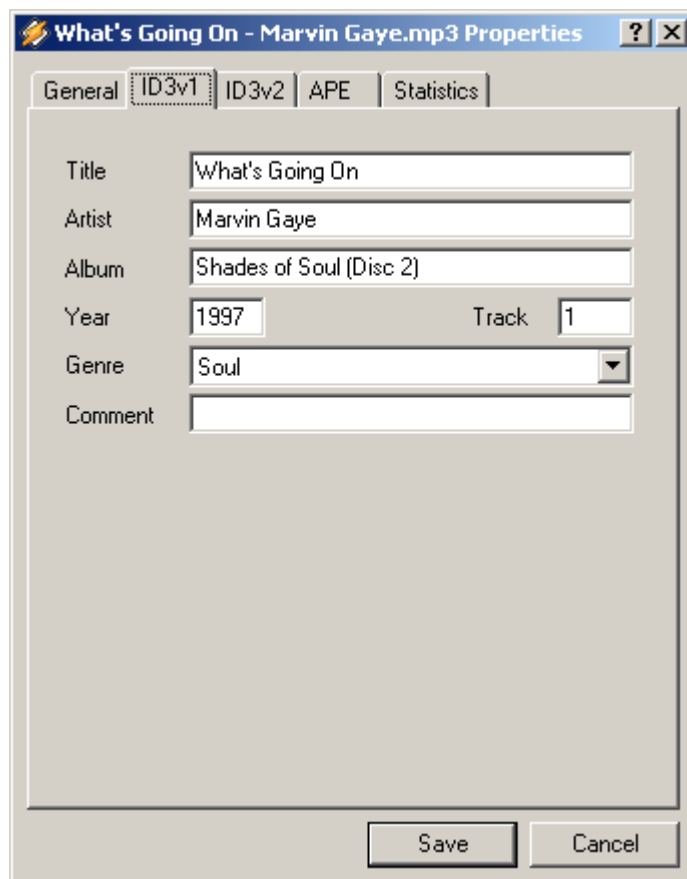 What's Going On - Marvin Gaye.mp3 Properties ?
General ID3v1 ID3v2 APE Statistics
Title What's Going On
Artist Marvin Gaye
Album Shades of Soul (Disc 2)
Year 1997 Track 1
Genre Soul
Comment
Save Cancel